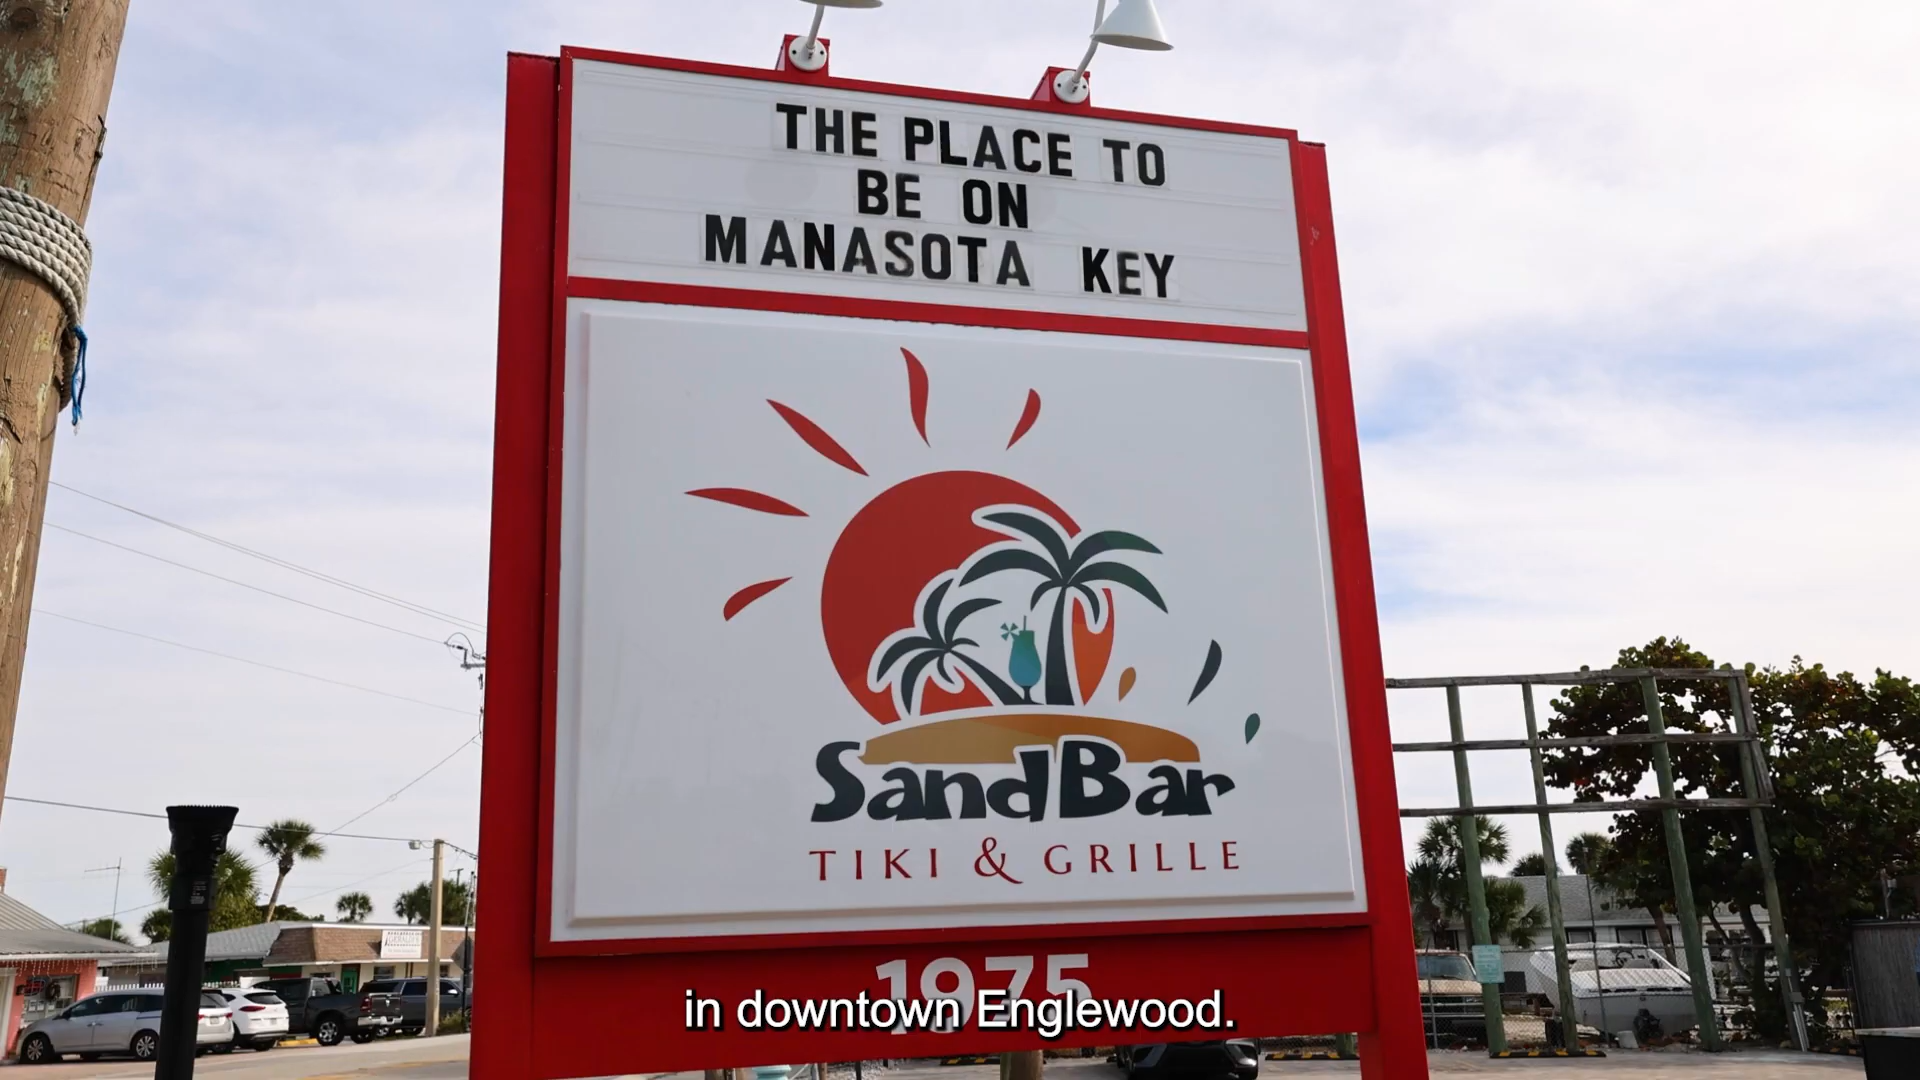 THE PLACE TO
BE ON
MANASOTA KEY
SandBar
TIKI & GRILLE
1975
in downtown Englewood.